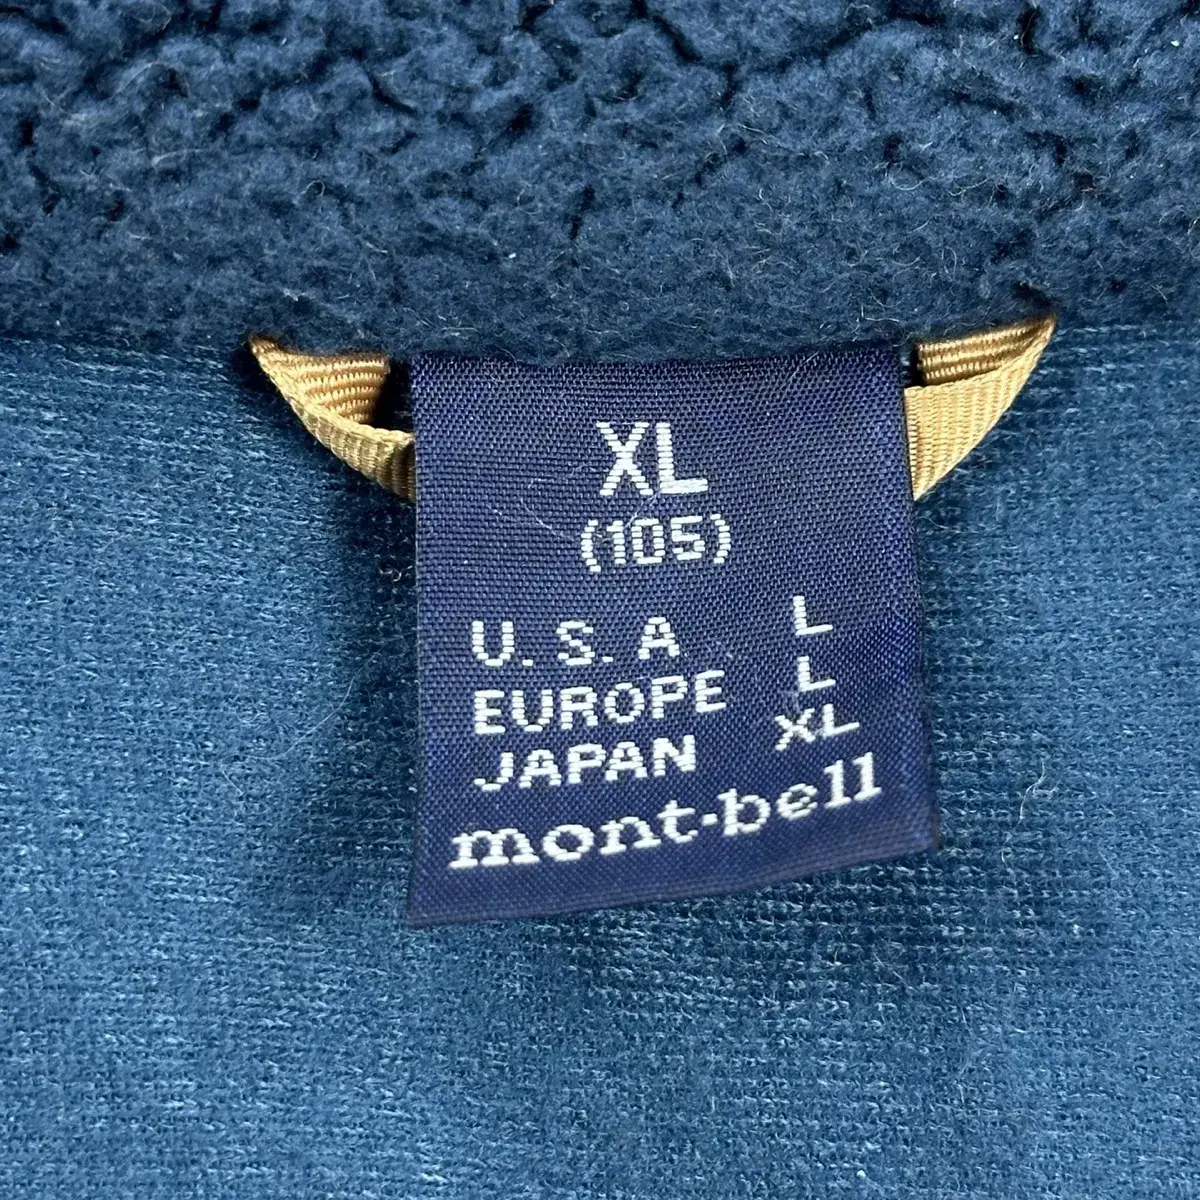 XL
(105)
U.S.A L
EUROPE L
JAPAN XL
mont·bell